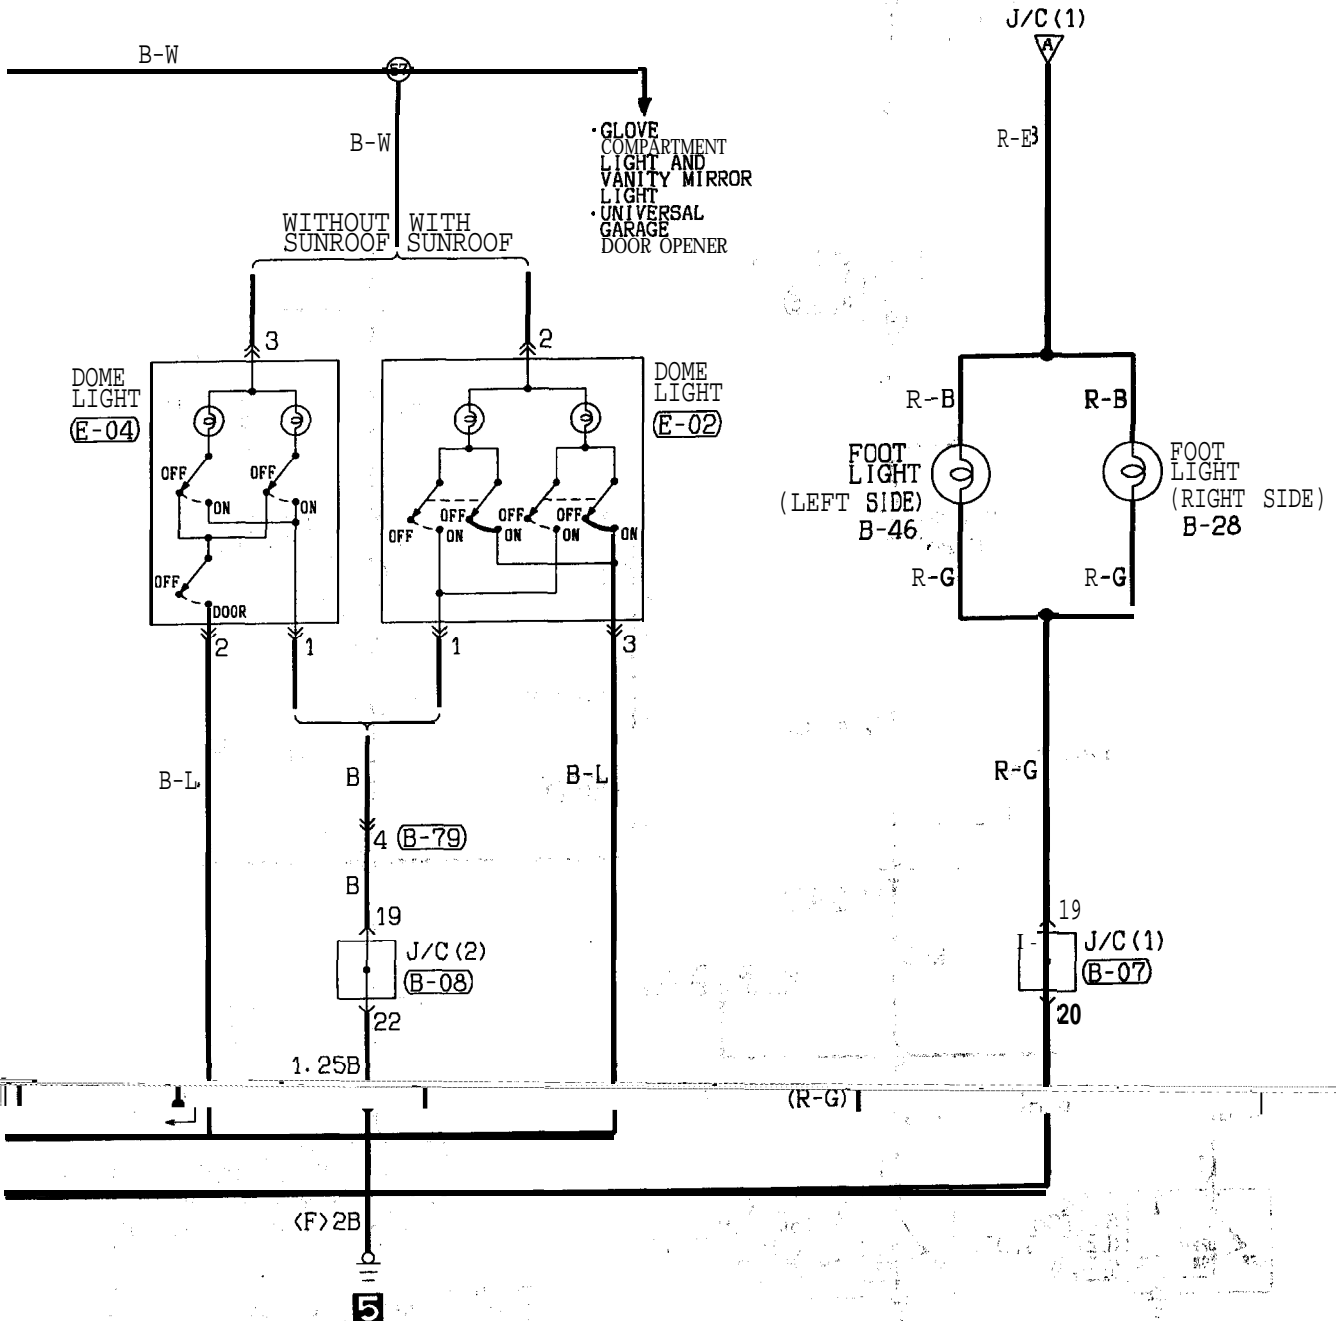 J/C(1)
A
B-W
57
B-W
R-B
·GLOVE
COMPARTMENT
LIGHT AND
VANITY MIRROR
LIGHT
·UNIVERSAL
GARAGE
DOOR OPENER
WITHOUT
SUNROOF
WITH
SUNROOF
3
2
DOME
LIGHT
E-04
DOME
LIGHT
E-02
R-B
R-B
OFF
OFF
ON
ON
OFF
DOOR
OFF
OFF
ON
ON
OFF
OFF
ON
ON
FOOT
LIGHT
(LEFT SIDE)
B-46
FOOT
LIGHT
(RIGHT SIDE)
B-28
R-G
R-G
2
1
1
3
B-L
B
B-L
R-G
4
B-79
B
19
J/C(2)
B-08
22
19
J/C(1)
B-07
20
1.25B
(R-G)
<F>2B
5